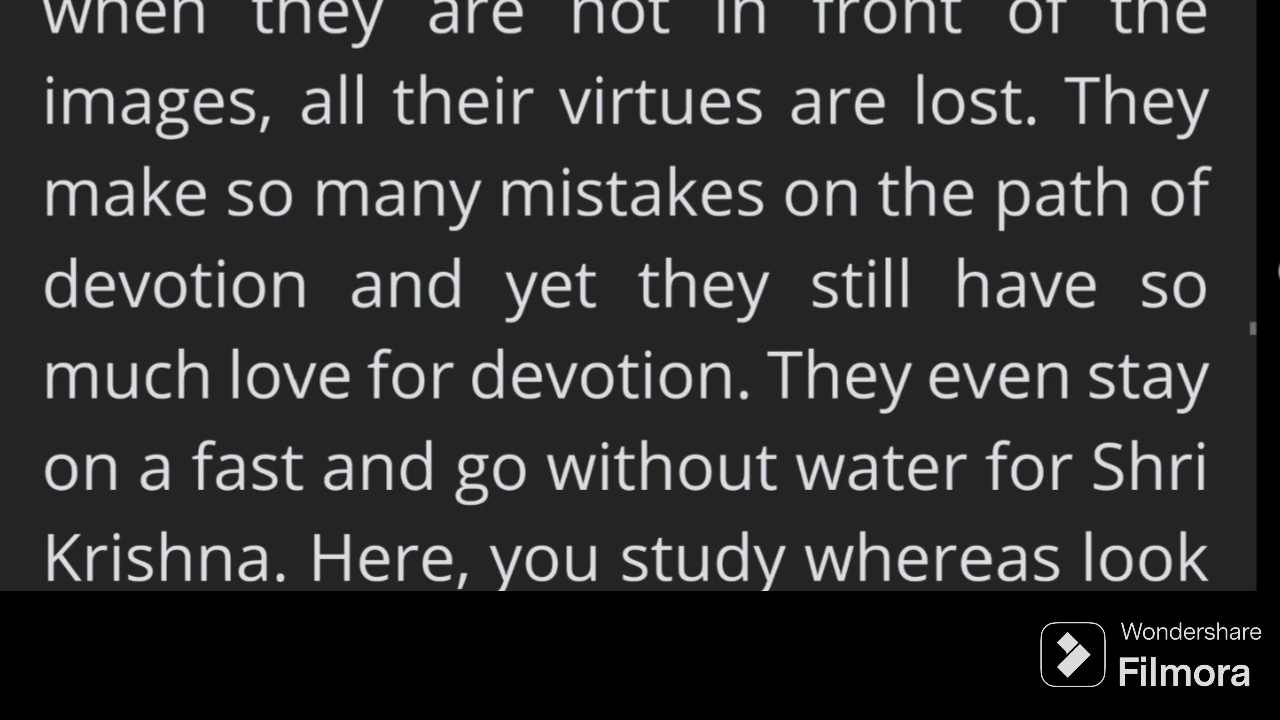 when they are not in front of the
images, all their virtues are lost. They
make so many mistakes on the path of
devotion and yet they still have so
much love for devotion. They even stay
on a fast and go without water for Shri
Krishna. Here, you study whereas look
Wondershare
Filmora